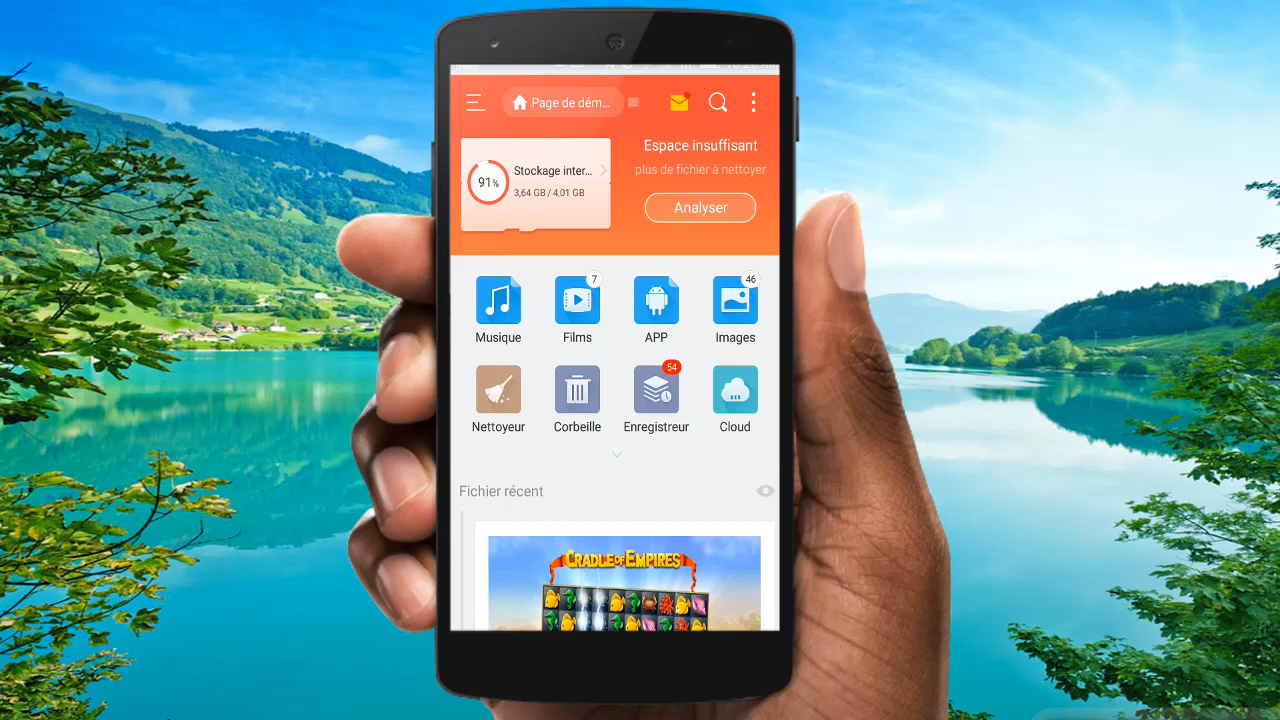 Page de dém...
Espace insuffisant
plus de fichier à nettoyer
Analyser
91%
Stockage inter...
3,64 GB / 4,01 GB
7
46
Musique
Films
APP
Images
54
Nettoyeur
Corbeille
Enregistreur
Cloud
Fichier récent
CRADLE OF EMPIRES